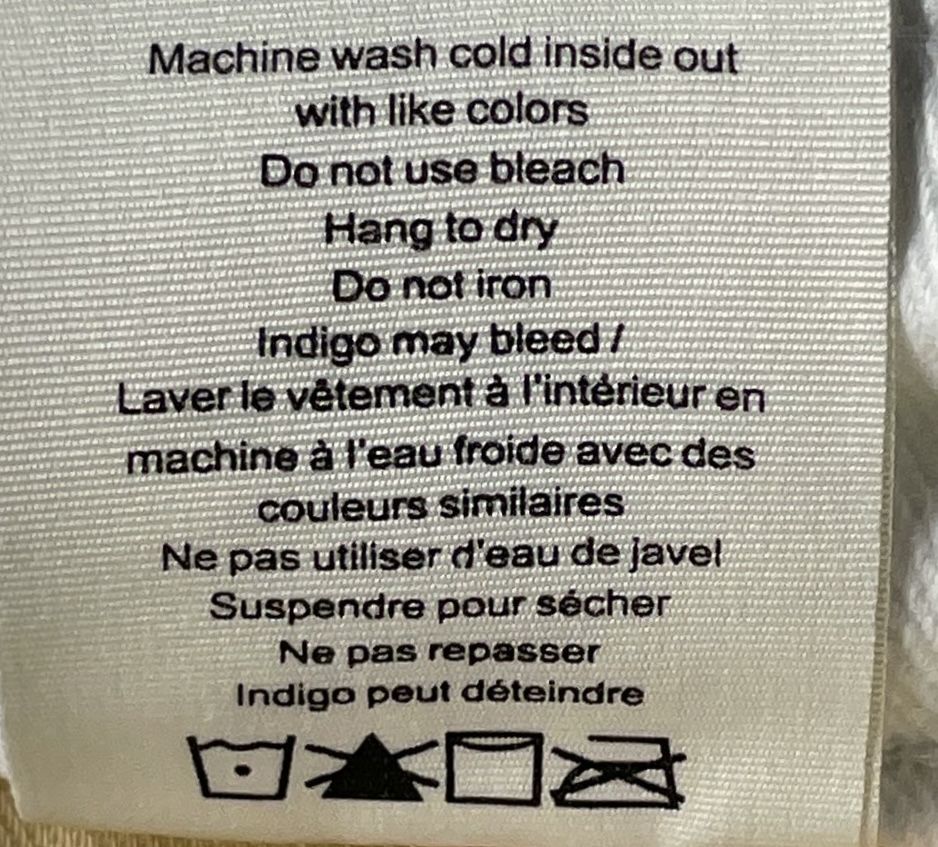 Machine wash cold inside out
with like colors
Do not use bleach
Hang to dry
Do not iron
Indigo may bleed /
Laver le vêtement à l'intérieur en
machine à l'eau froide avec des
couleurs similaires
Ne pas utiliser d'eau de javel
Suspendre pour sécher
Ne pas repasser
Indigo peut déteindre